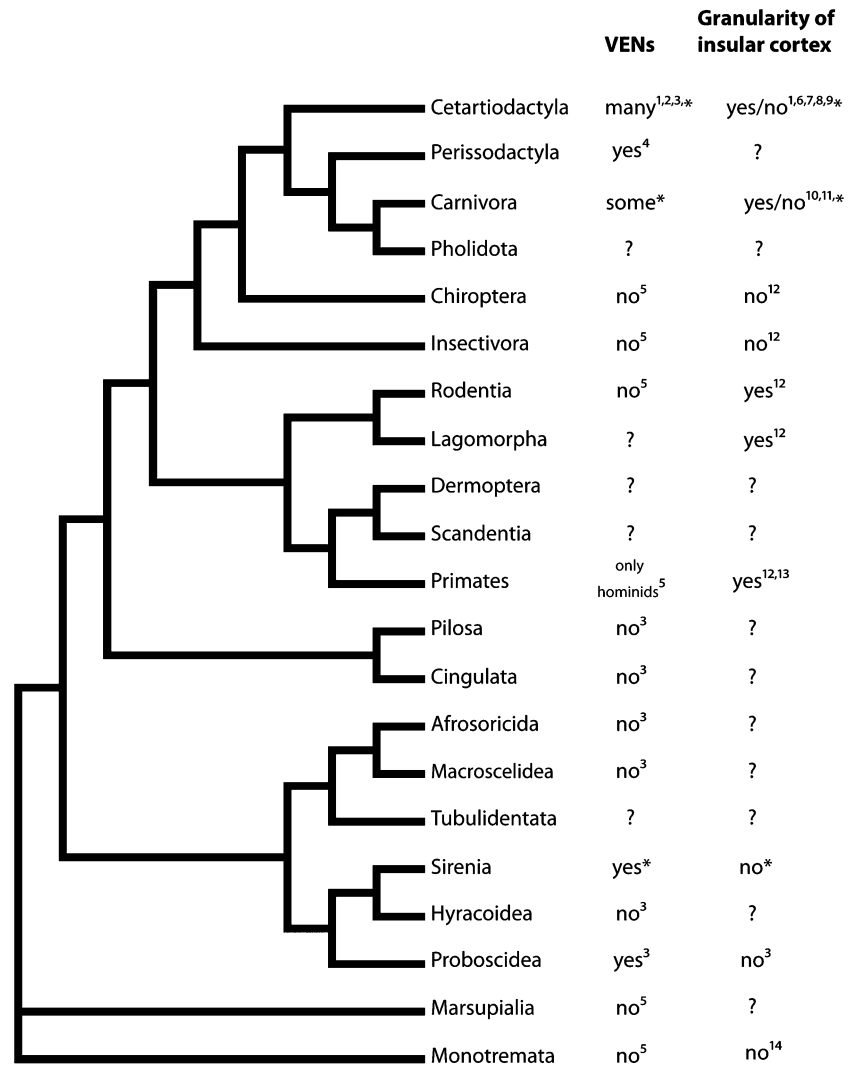 VENs Granularity of insular cortex
Cetartiodactyla many1,2,3,* yes/no1,6,7,8,9*
Perissodactyla yes4 ?
Carnivora some* yes/no10,11,*
Pholidota ? ?
Chiroptera no5 no12
Insectivora no5 no12
Rodentia no5 yes12
Lagomorpha ? yes12
Dermoptera ? ?
Scandentia ? ?
Primates only hominids5 yes12,13
Pilosa no3 ?
Cingulata no3 ?
Afrosoricida no3 ?
Macroscelidea no3 ?
Tubulidentata ? ?
Sirenia yes* no*
Hyracoidea no3 ?
Proboscidea yes3 no3
Marsupialia no5 ?
Monotremata no5 no14